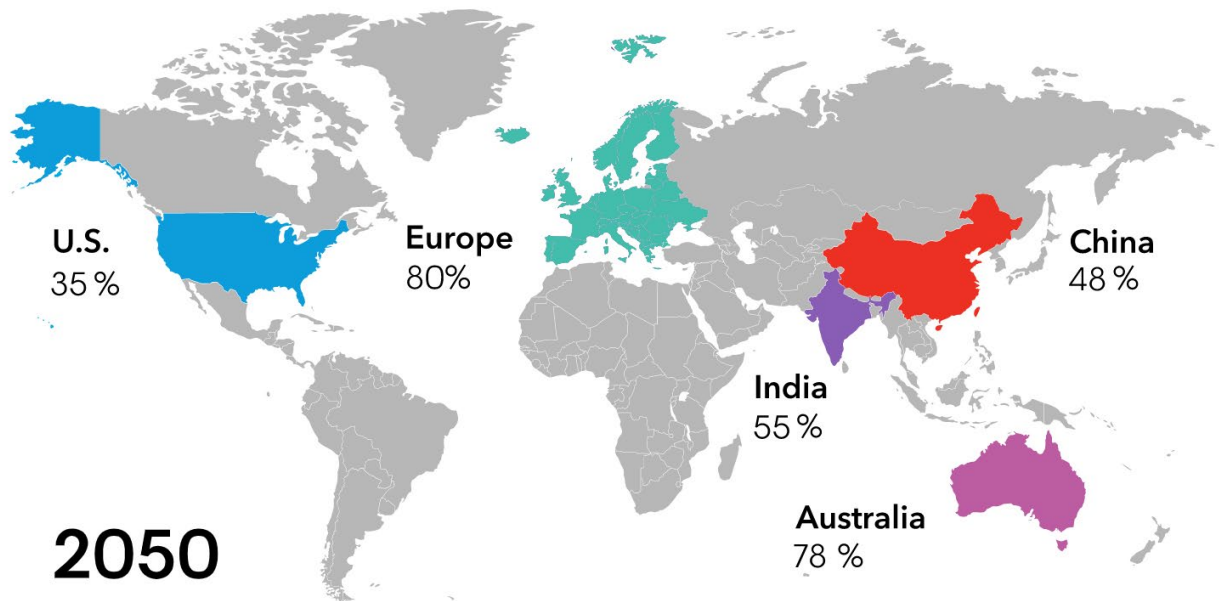 U.S.
35 %
Europe
80%
China
48 %
India
55 %
Australia
78 %
2050